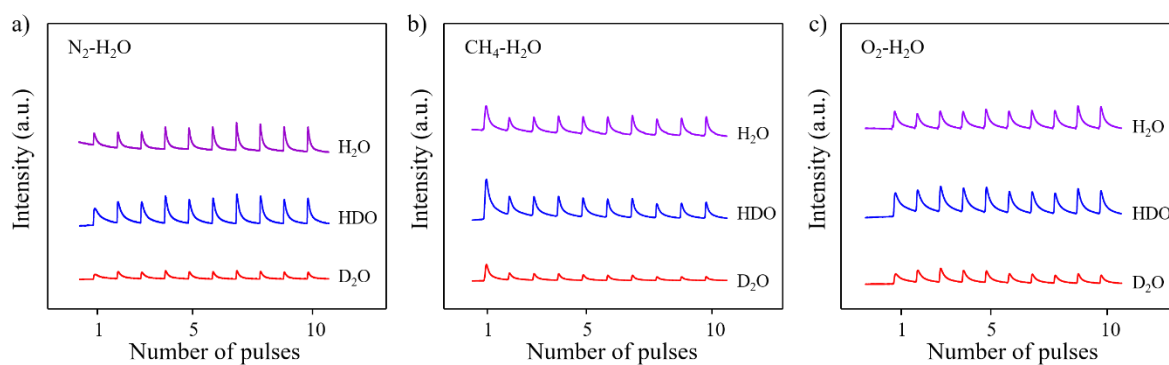 a)
N₂-H₂O
Intensity (a.u.)
H₂O
HDO
D₂O
1 5 10
Number of pulses
b)
CH₄-H₂O
Intensity (a.u.)
H₂O
HDO
D₂O
1 5 10
Number of pulses
c)
O₂-H₂O
Intensity (a.u.)
H₂O
HDO
D₂O
1 5 10
Number of pulses